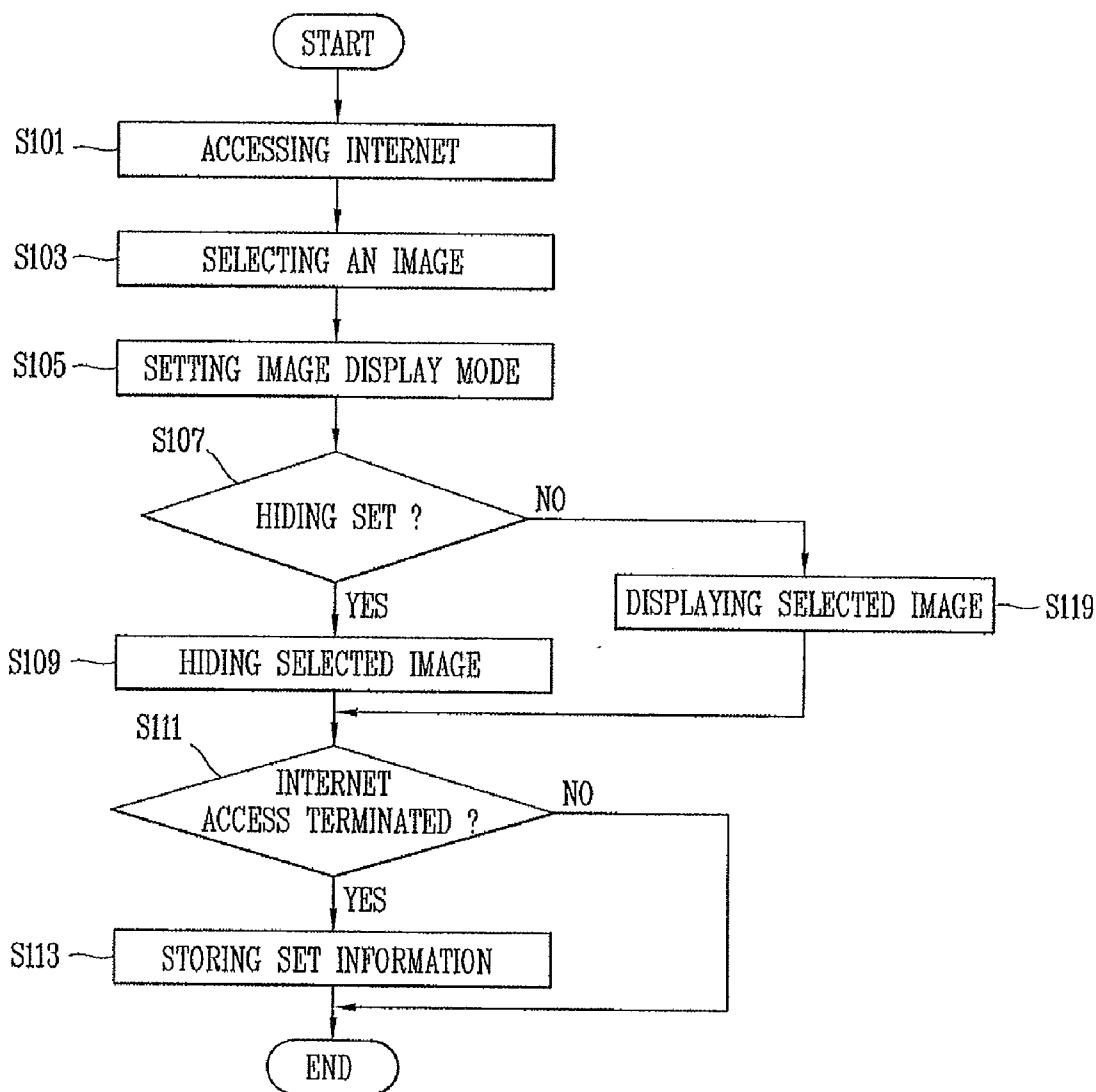 START
S101
ACCESSING INTERNET
S103
SELECTING AN IMAGE
S105
SETTING IMAGE DISPLAY MODE
S107
HIDING SET ?
NO
YES
DISPLAYING SELECTED IMAGE
S119
S109
HIDING SELECTED IMAGE
S111
INTERNET
ACCESS TERMINATED ?
NO
YES
S113
STORING SET INFORMATION
END